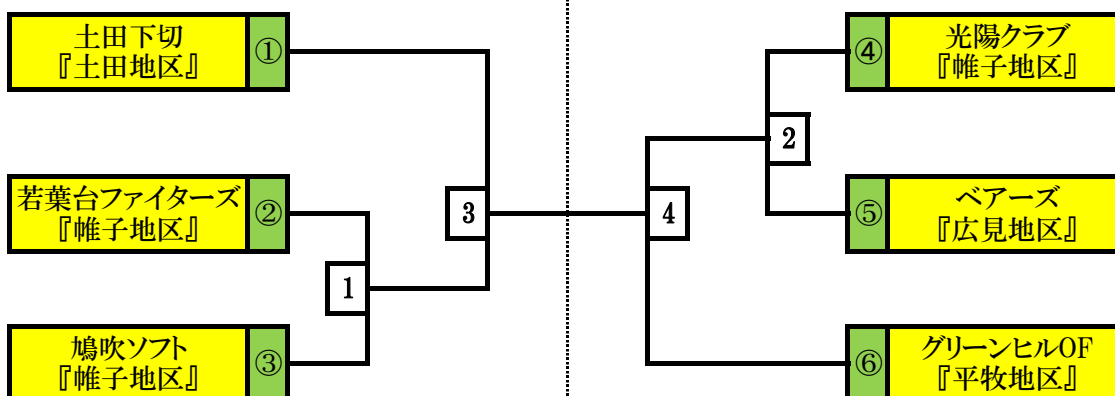 土田下切
『土田地区』
①
若葉台ファイターズ
『帷子地区』
②
鳩吹ソフト
『帷子地区』
③
1
3
4
2
④
光陽クラブ
『帷子地区』
⑤
ベアーズ
『広見地区』
⑥
グリーンヒルOF
『平牧地区』